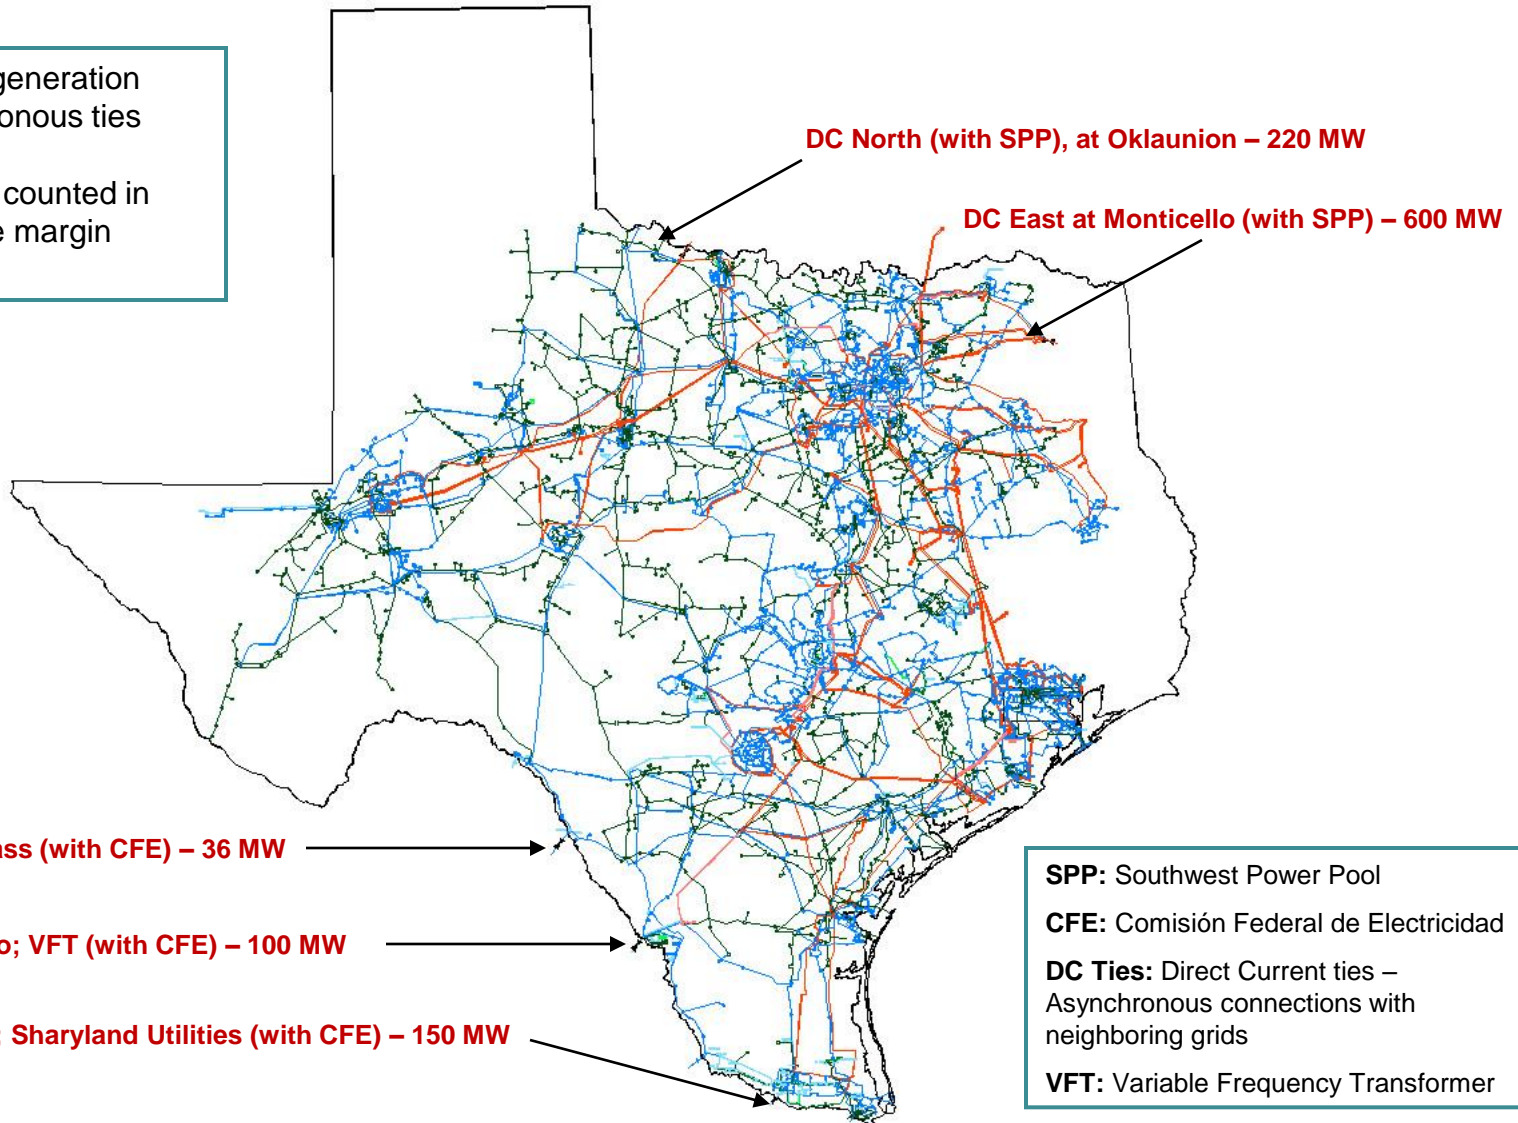 generation
onous ties
counted in
margin
DC North (with SPP), at Oklaunion – 220 MW
DC East at Monticello (with SPP) – 600 MW
(with CFE) – 36 MW
VFT (with CFE) – 100 MW
Sharyland Utilities (with CFE) – 150 MW
SPP: Southwest Power Pool
CFE: Comisión Federal de Electricidad
DC Ties: Direct Current ties –
Asynchronous connections with
neighboring grids
VFT: Variable Frequency Transformer